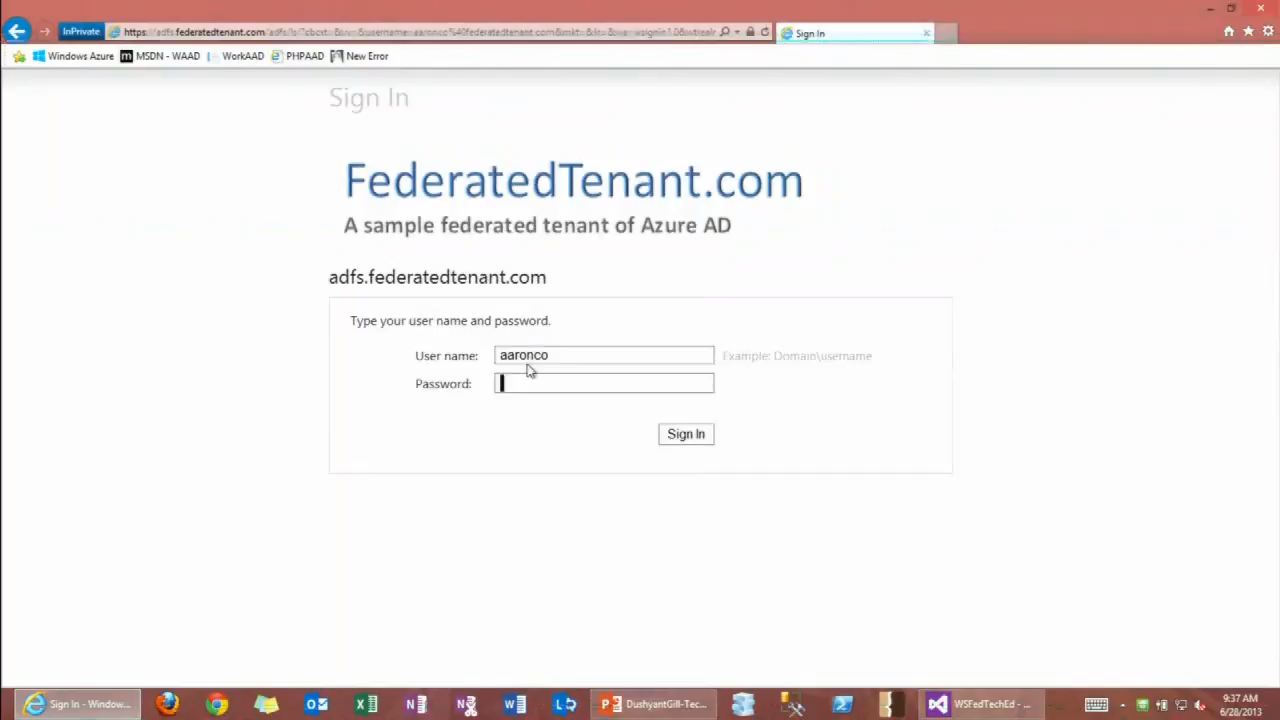 InPrivate
Sign In
Windows Azure
MSDN - WAAD
WorkAAD
PHPAAD
New Error
Sign In
FederatedTenant.com
A sample federated tenant of Azure AD
adfs.federatedtenant.com
Type your user name and password.
User name: aaronco Example: Domain\username
Password:
Sign In
Sign In - Window...
DushyantGill-Tec...
WSFedTechEd - ...
9:37 AM
6/28/2013